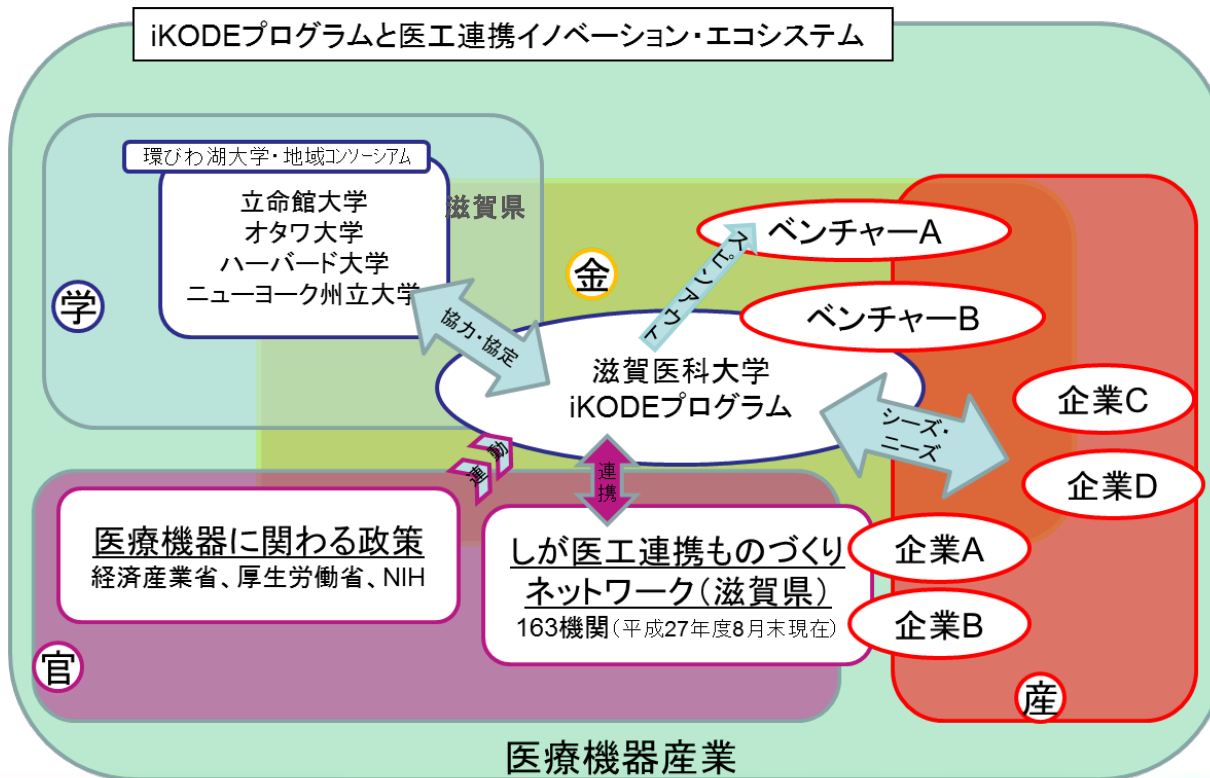 iKODEプログラムと医工連携イノベーション・エコシステム
環びわ湖大学・地域コンソーシアム
立命館大学
オタワ大学
ハーバード大学
ニューヨーク州立大学
滋賀県
学
金
協力・協定
スピンアウト
ベンチャーA
ベンチャーB
滋賀医科大学
iKODEプログラム
シーズ・
ニーズ
企業C
企業D
連動
連携
医療機器に関わる政策
経済産業省、厚生労働省、NIH
しが医工連携ものづくり
ネットワーク(滋賀県)
163機関(平成27年度8月末現在)
企業A
企業B
官
産
医療機器産業